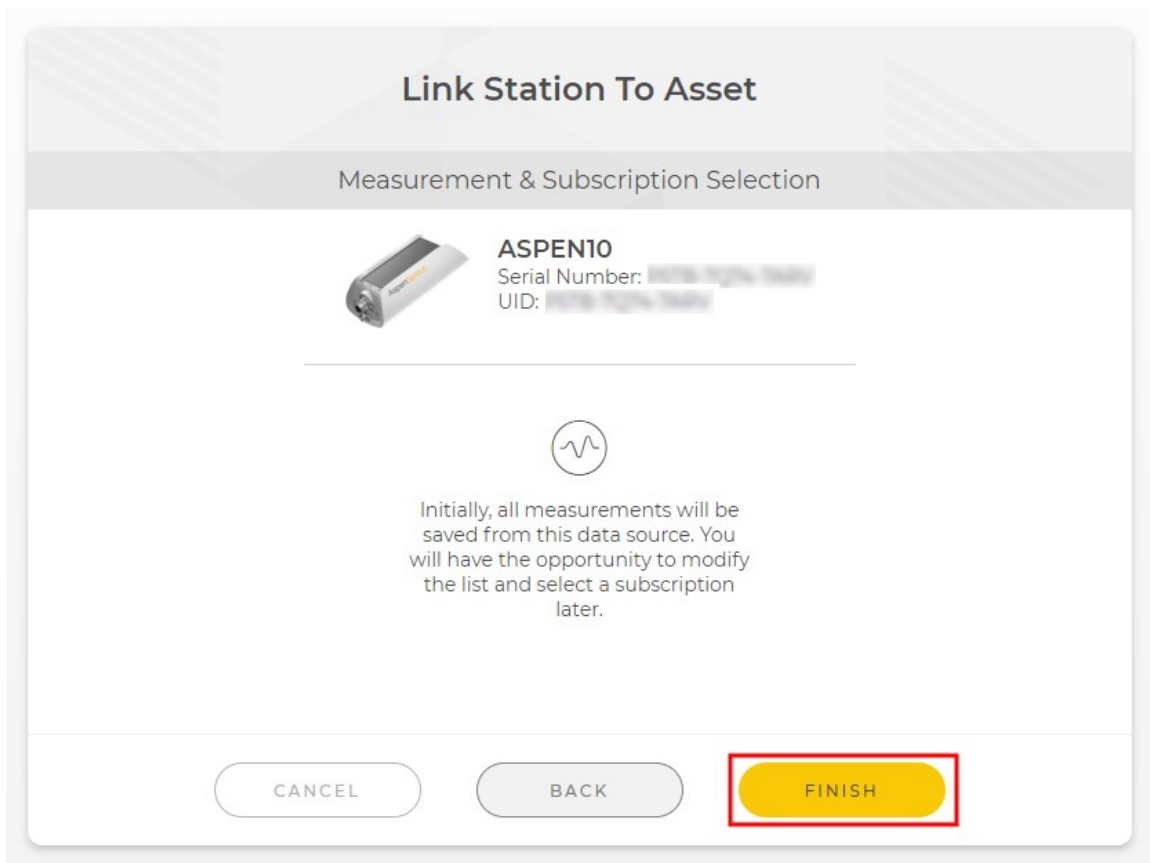 Link Station To Asset
Measurement & Subscription Selection
ASPEN10
Serial Number:
UID:
Initially, all measurements will be
saved from this data source. You
will have the opportunity to modify
the list and select a subscription
later.
CANCEL
BACK
FINISH